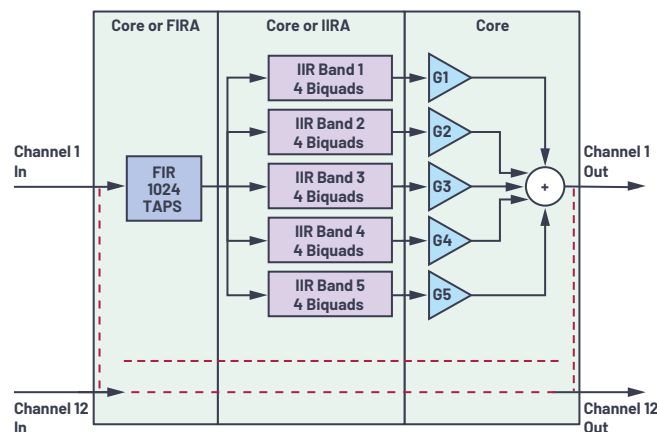 Core or FIRA
Core or IIRA
Core
Channel 1
In
FIR
1024
TAPS
IIR Band 1
4 Biquads
IIR Band 2
4 Biquads
IIR Band 3
4 Biquads
IIR Band 4
4 Biquads
IIR Band 5
4 Biquads
G1
G2
G3
G4
G5
+
Channel 1
Out
Channel 12
In
Channel 12
Out